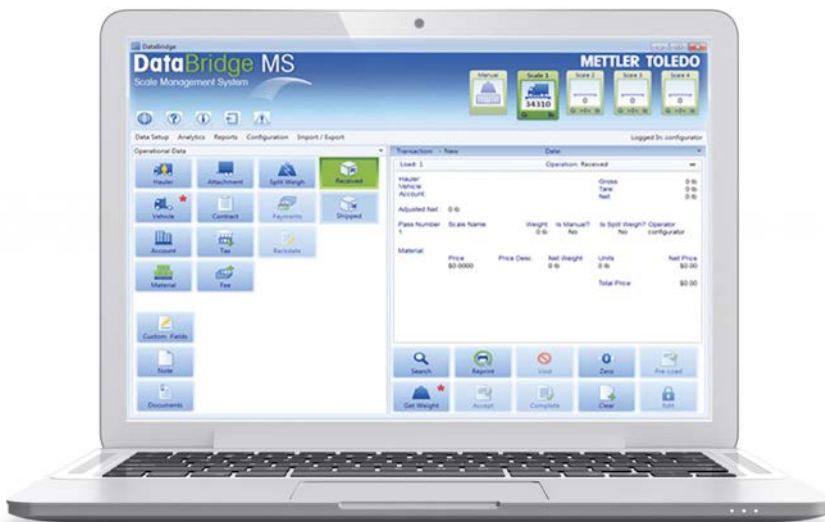 DataBridge
DataBridge MS
Scale Management System
METTLER TOLEDO
Manual
Scale 1
Scale 2
Scale 3
Scale 4
34310
0
0
0
Data Setup Analytics Reports Configuration Import / Export
Logged In: configurator
Operational Data
Transaction: - New
Date:
Hauler
Attachment
Split Weigh
Received
Vehicle
Contract
Payments
Shipped
Account
Tax
Backdate
Material
Fee
Custom Fields
Note
Documents
Load: 1
Operation: Received
Hauler:
Vehicle:
Account:
Gross: 0 lb
Tare: 0 lb
Net: 0 lb
Adjusted Net: 0 lb
Pass Number Scale Name Weight Is Manual? Is Split Weigh? Operator
1 0 lb No No configurator
Material:
Price Price Desc. Net Weight Units Net Price
$0.0000 0 lb 0 lb $0.00
Total Price: $0.00
Search
Reprint
Void
Zero
Pre Load
Get Weight
Accept
Complete
Clear
Edit